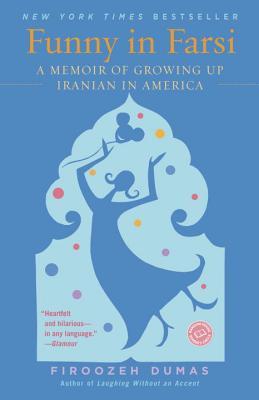 NEW YORK TIMES BESTSELLER
Funny in Farsi
A MEMOIR OF GROWING UP
IRANIAN IN AMERICA
"Heartfelt
and hilarious—
in any language."
—Glamour
FIROOZEH DUMAS
Author of Laughing Without an Accent